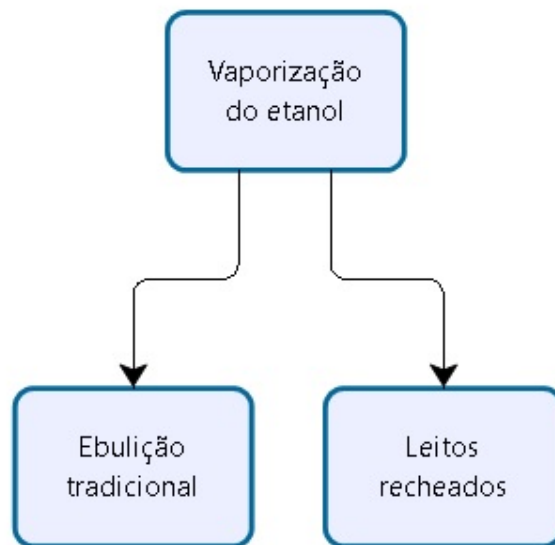 Vaporização
do etanol
Ebulição
tradicional
Leitos
recheados